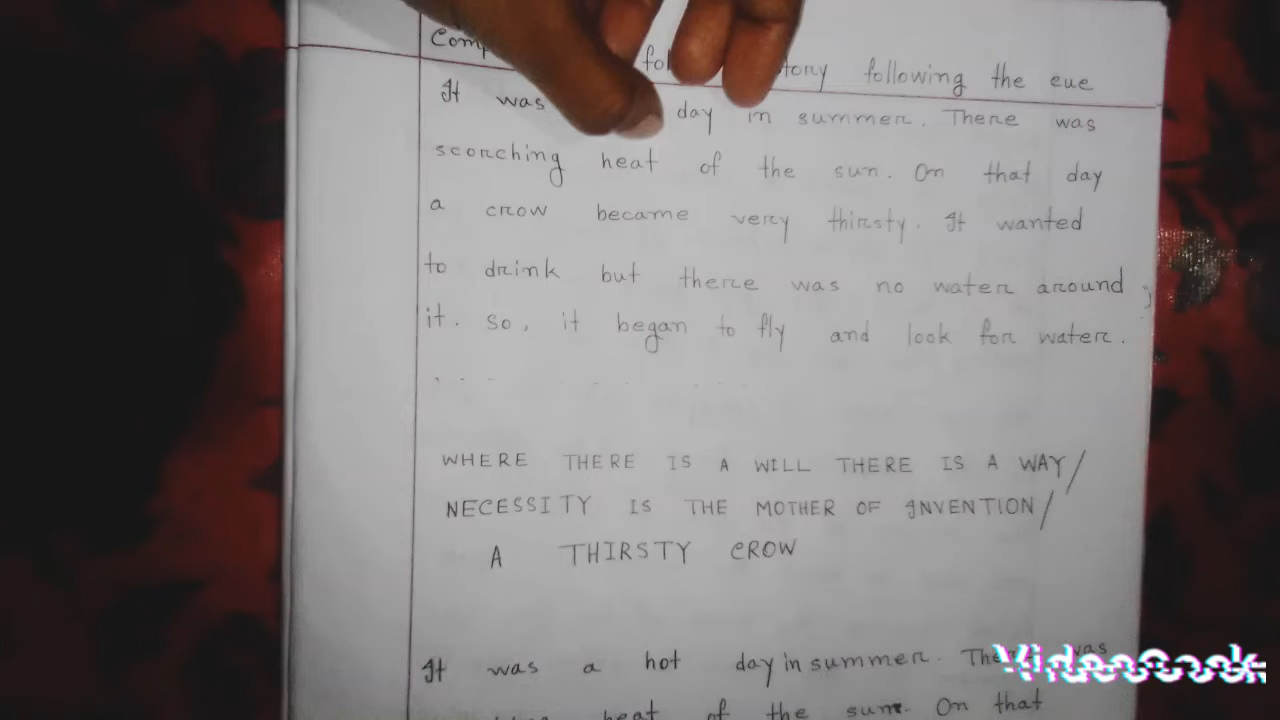 fol tory following the eue
It was day in summer. There was
scorching heat of the sun. On that day
a crow became very thirsty. It wanted
to drink but there was no water around
it. So, it began to fly and look for water.
WHERE THERE IS A WILL THERE IS A WAY/
NECESSITY IS THE MOTHER OF INVENTION/
A THIRSTY CROW
It was a hot day in summer. There was
heat of the sun. On that
VideoCook